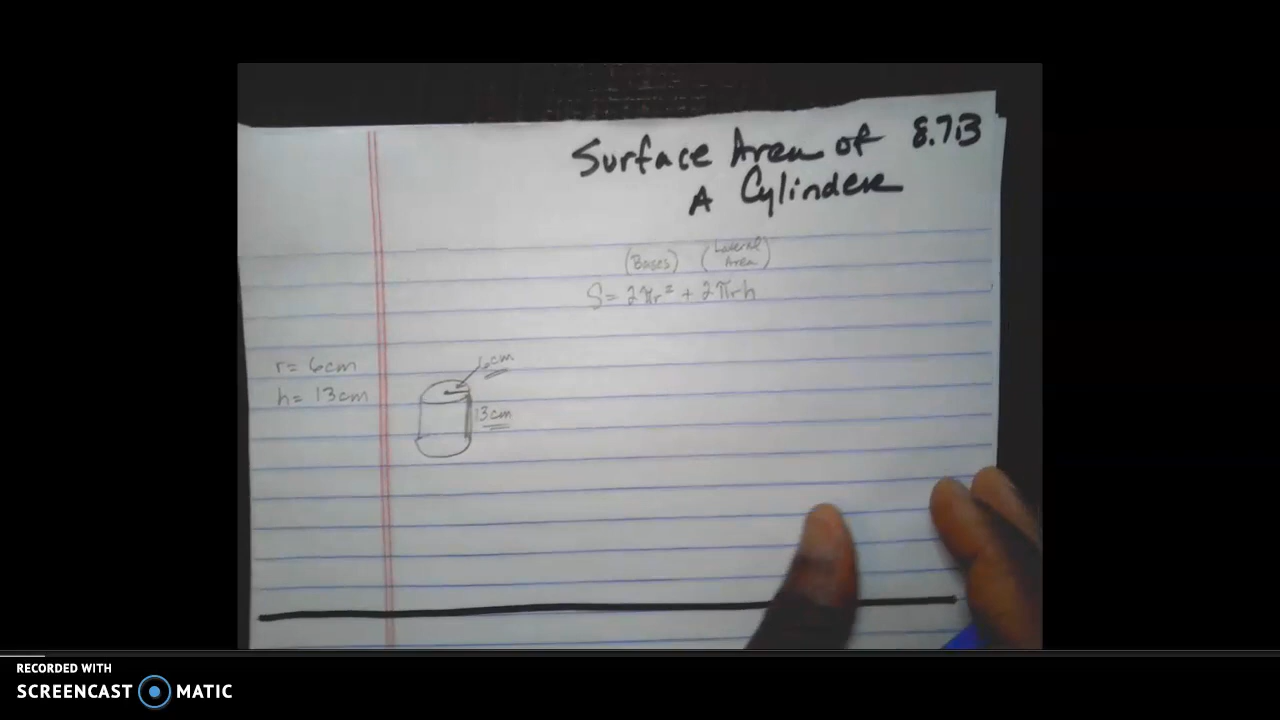 Surface Area of 8.7B
A Cylinder
(Bases) (Lateral Area)
S = 2πr² + 2πrh
r = 6cm
h = 13cm
6cm
13cm
RECORDED WITH
SCREENCAST MATIC